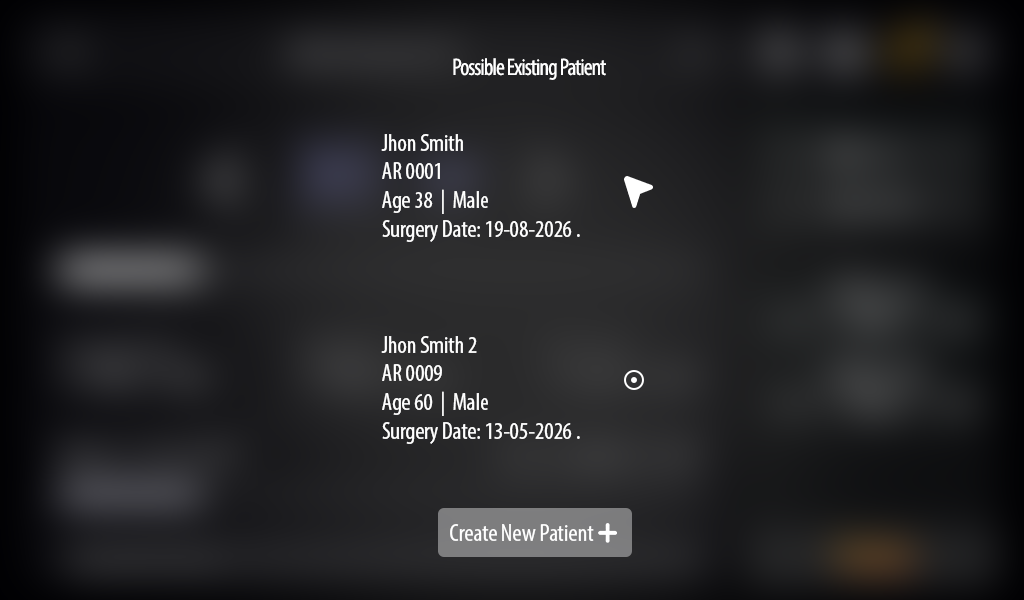 Possible Existing Patient
Jhon Smith
AR 0001
Age 38 | Male
Surgery Date: 19-08-2026 .
Jhon Smith 2
AR 0009
Age 60 | Male
Surgery Date: 13-05-2026 .
Create New Patient +